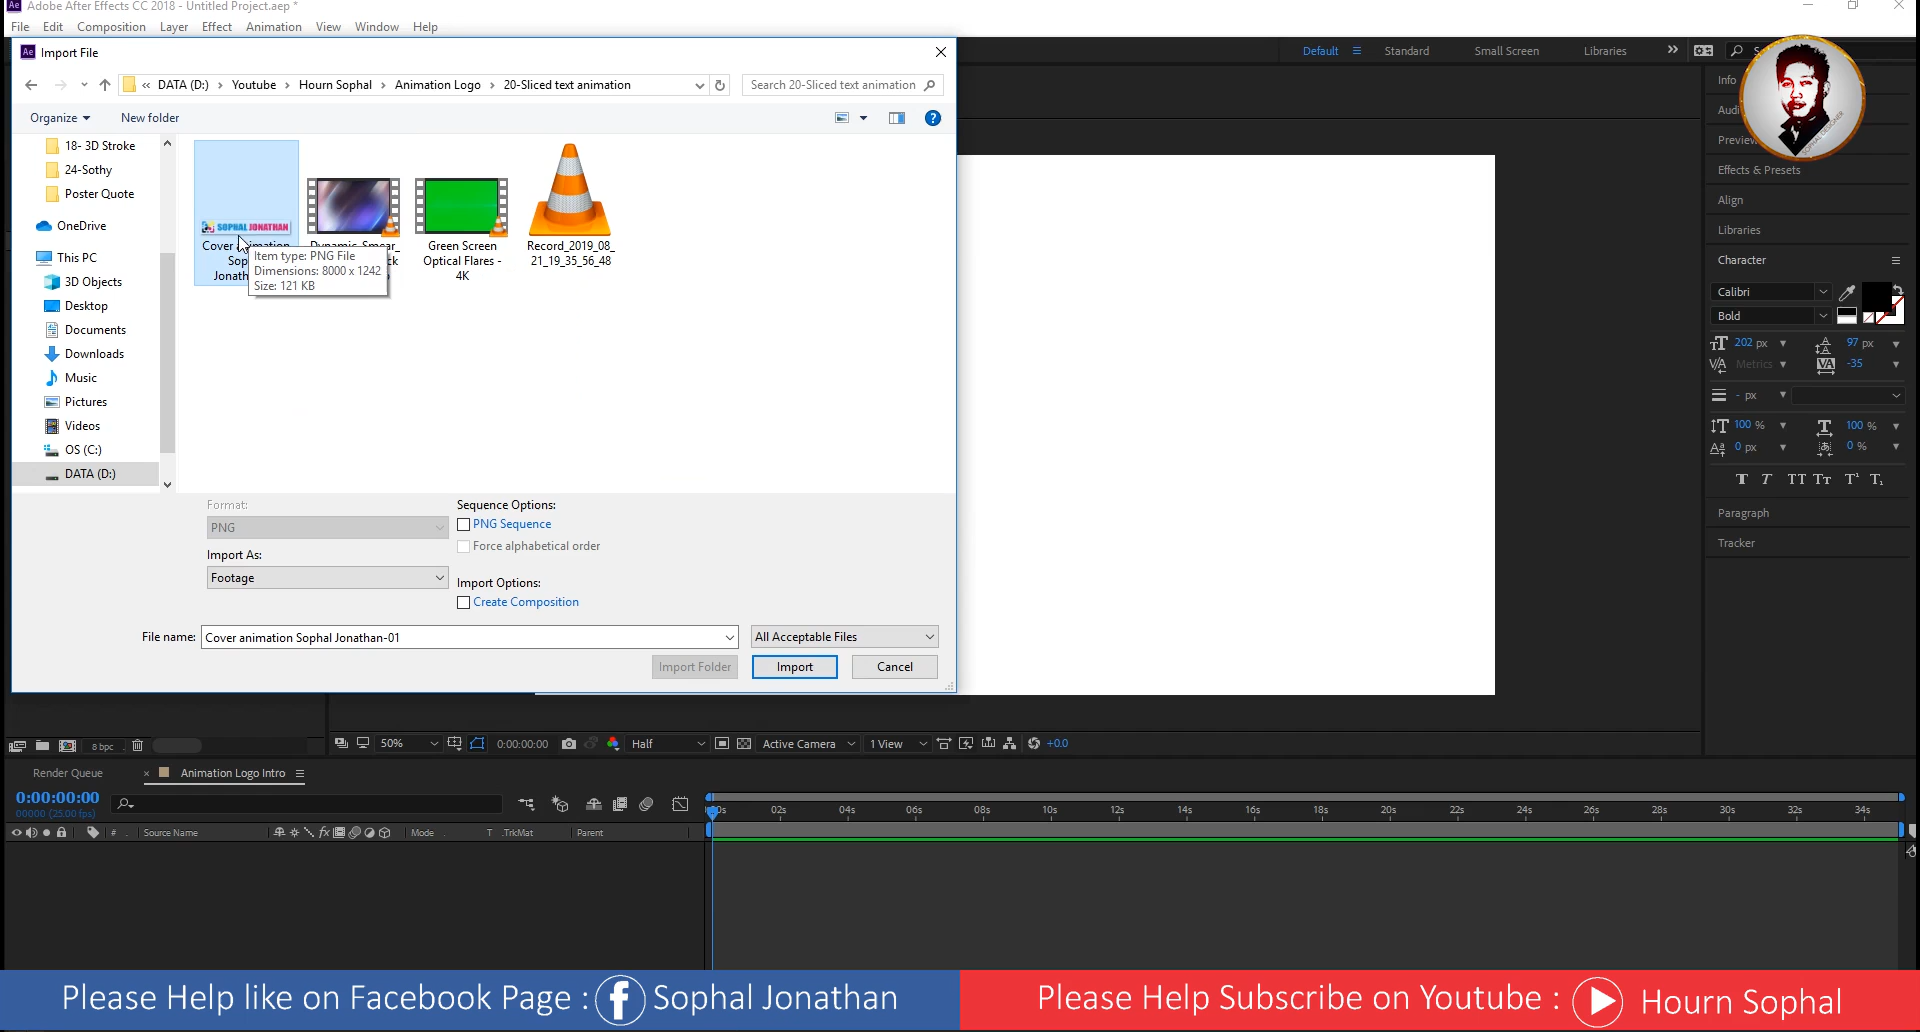 Adobe After Effects CC 2018 - Untitled Project.aep *
File Edit Composition Layer Effect Animation View Window Help
Import File
« DATA (D:) › Youtube › Hourn Sophal › Animation Logo › 20-Sliced text animation
Search 20-Sliced text animation
Organize New folder
18- 3D Stroke
24-Sothy
Poster Quote
OneDrive
This PC
3D Objects
Desktop
Documents
Downloads
Music
Pictures
Videos
OS (C:)
DATA (D:)
SOPHAL JONATHAN
Green Screen
Optical Flares -
4K
Record_2019_08_
21_19_35_56_48
Item type: PNG File
Dimensions: 8000 x 1242
Size: 121 KB
Format:
PNG
Import As:
Footage
Sequence Options:
PNG Sequence
Force alphabetical order
Import Options:
Create Composition
File name: Cover animation Sophal Jonathan-01
All Acceptable Files
Import Folder Import Cancel
Default Standard Small Screen Libraries
Info
Preview
Effects & Presets
Align
Libraries
Character
Calibri
Bold
202 px 97 px
Metrics -35
- px
100 % 100 %
0 px 0 %
Paragraph
Tracker
8 bpc
50% 0:00:00:00 Half Active Camera 1 View +0.0
Render Queue Animation Logo Intro
0:00:00:00
00000 (25.00 fps)
# Source Name Mode T .TrkMat Parent
02s 04s 06s 08s 10s 12s 14s 16s 18s 20s 22s 24s 26s 28s 30s 32s 34s
Please Help like on Facebook Page : Sophal Jonathan
Please Help Subscribe on Youtube : Hourn Sophal